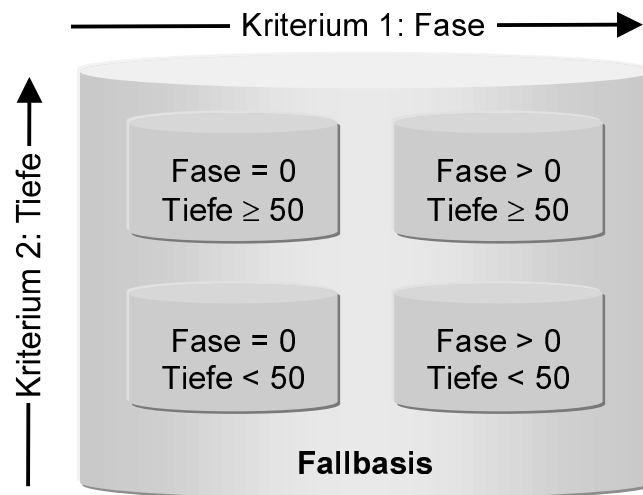 Kriterium 1: Fase
Kriterium 2: Tiefe
Fase = 0
Tiefe ≥ 50
Fase > 0
Tiefe ≥ 50
Fase = 0
Tiefe < 50
Fase > 0
Tiefe < 50
Fallbasis